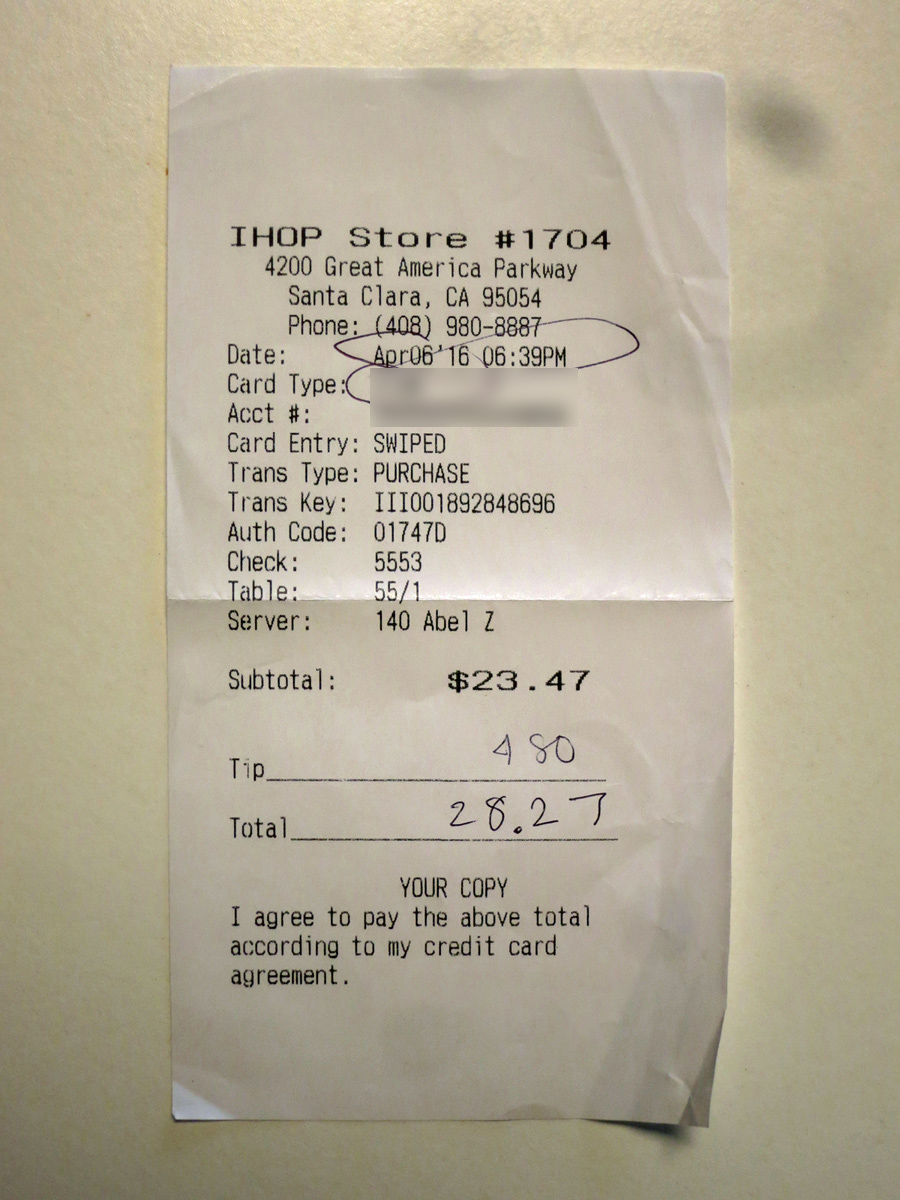 IHOP Store #1704
4200 Great America Parkway
Santa Clara, CA 95054
Phone: (408) 980-8887
Date: Apr06'16 06:39PM
Card Type:
Acct #:
Card Entry: SWIPED
Trans Type: PURCHASE
Trans Key: III001892848696
Auth Code: 01747D
Check: 5553
Table: 55/1
Server: 140 Abel Z
Subtotal: $23.47
Tip 4 80
Total 28.27
YOUR COPY
I agree to pay the above total
according to my credit card
agreement.